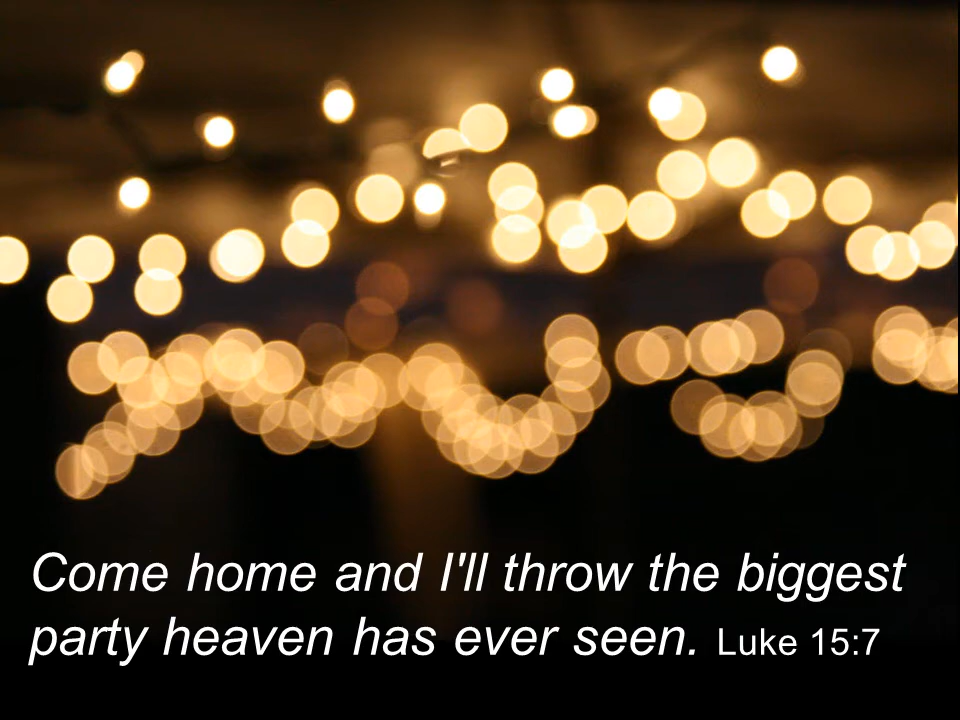 Come home and I'll throw the biggest
party heaven has ever seen. Luke 15:7